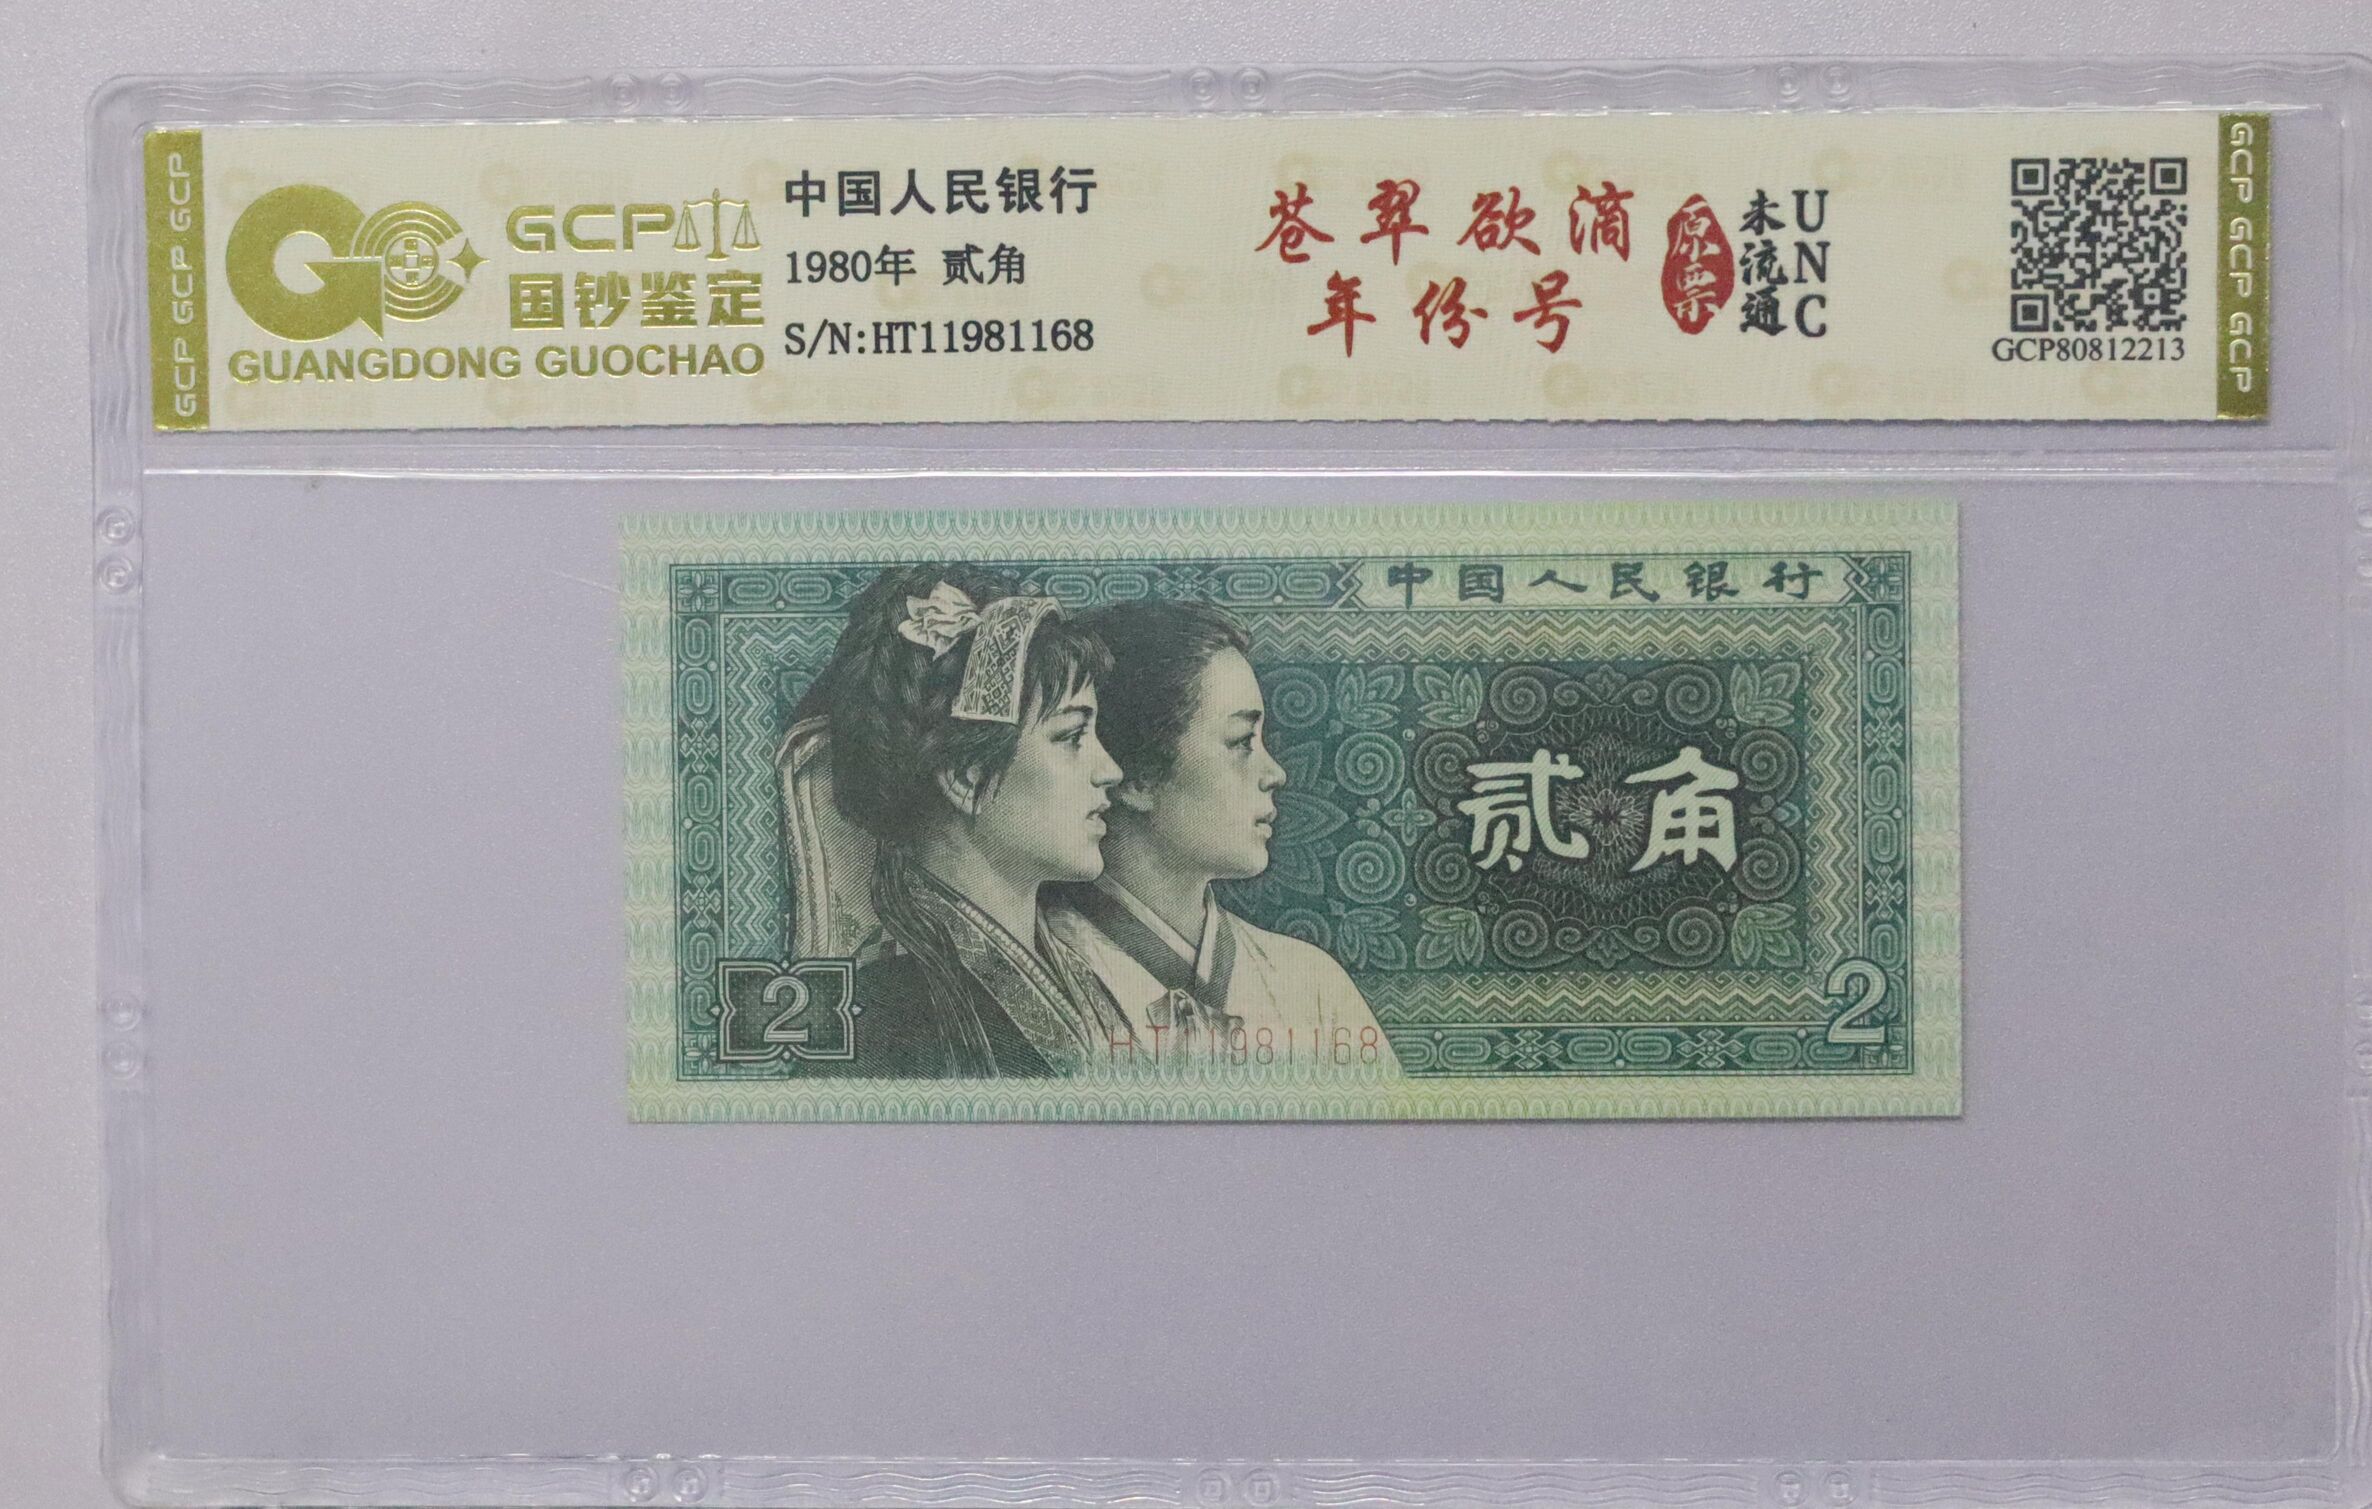 GCP GCP GCP
GCP
国钞鉴定
GUANGDONG GUOCHAO
中国人民银行
1980年 贰角
S/N:HT11981168
苍翠欲滴
年份号
原票
未流通
UNC
GCP80812213
GCP GCP GCP
中国人民银行
贰角
2
HT11981168
2